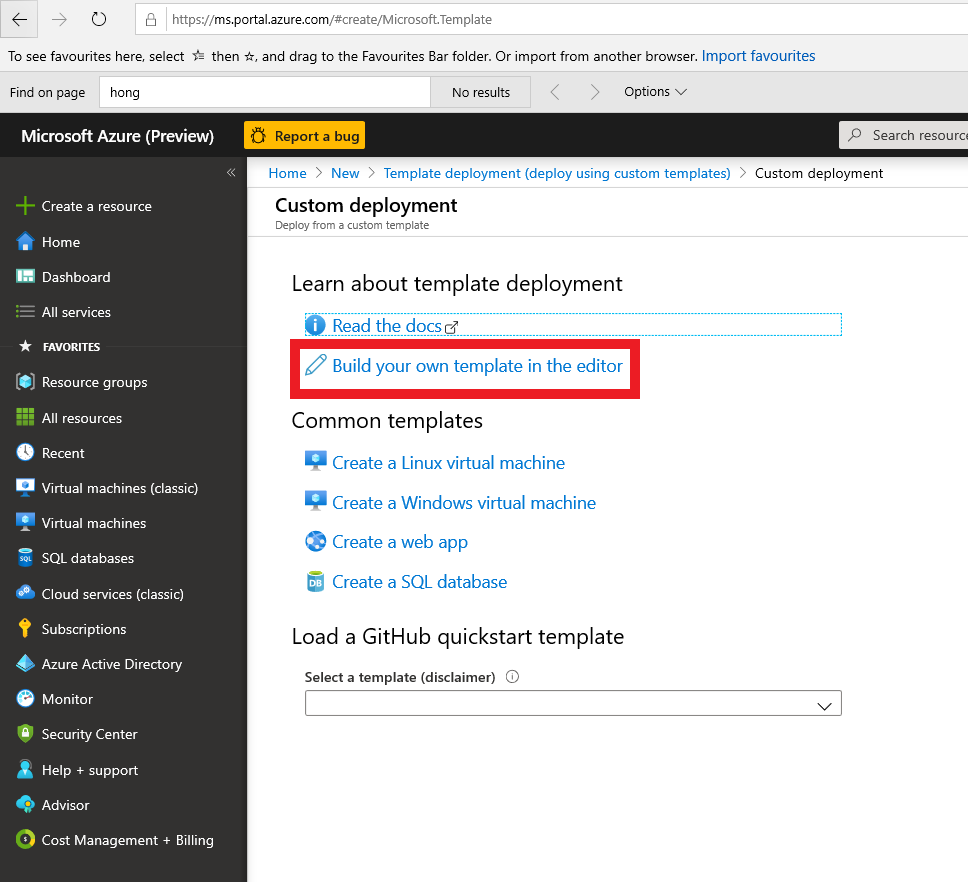 https://ms.portal.azure.com/#create/Microsoft.Template
To see favourites here, select then ☆, and drag to the Favourites Bar folder. Or import from another browser. Import favourites
Find on page hong No results Options
Microsoft Azure (Preview) Report a bug Search resource
Home > New > Template deployment (deploy using custom templates) > Custom deployment
Custom deployment
Deploy from a custom template
Create a resource
Home
Dashboard
All services
FAVORITES
Resource groups
All resources
Recent
Virtual machines (classic)
Virtual machines
SQL databases
Cloud services (classic)
Subscriptions
Azure Active Directory
Monitor
Security Center
Help + support
Advisor
Cost Management + Billing
Learn about template deployment
Read the docs
Build your own template in the editor
Common templates
Create a Linux virtual machine
Create a Windows virtual machine
Create a web app
Create a SQL database
Load a GitHub quickstart template
Select a template (disclaimer)